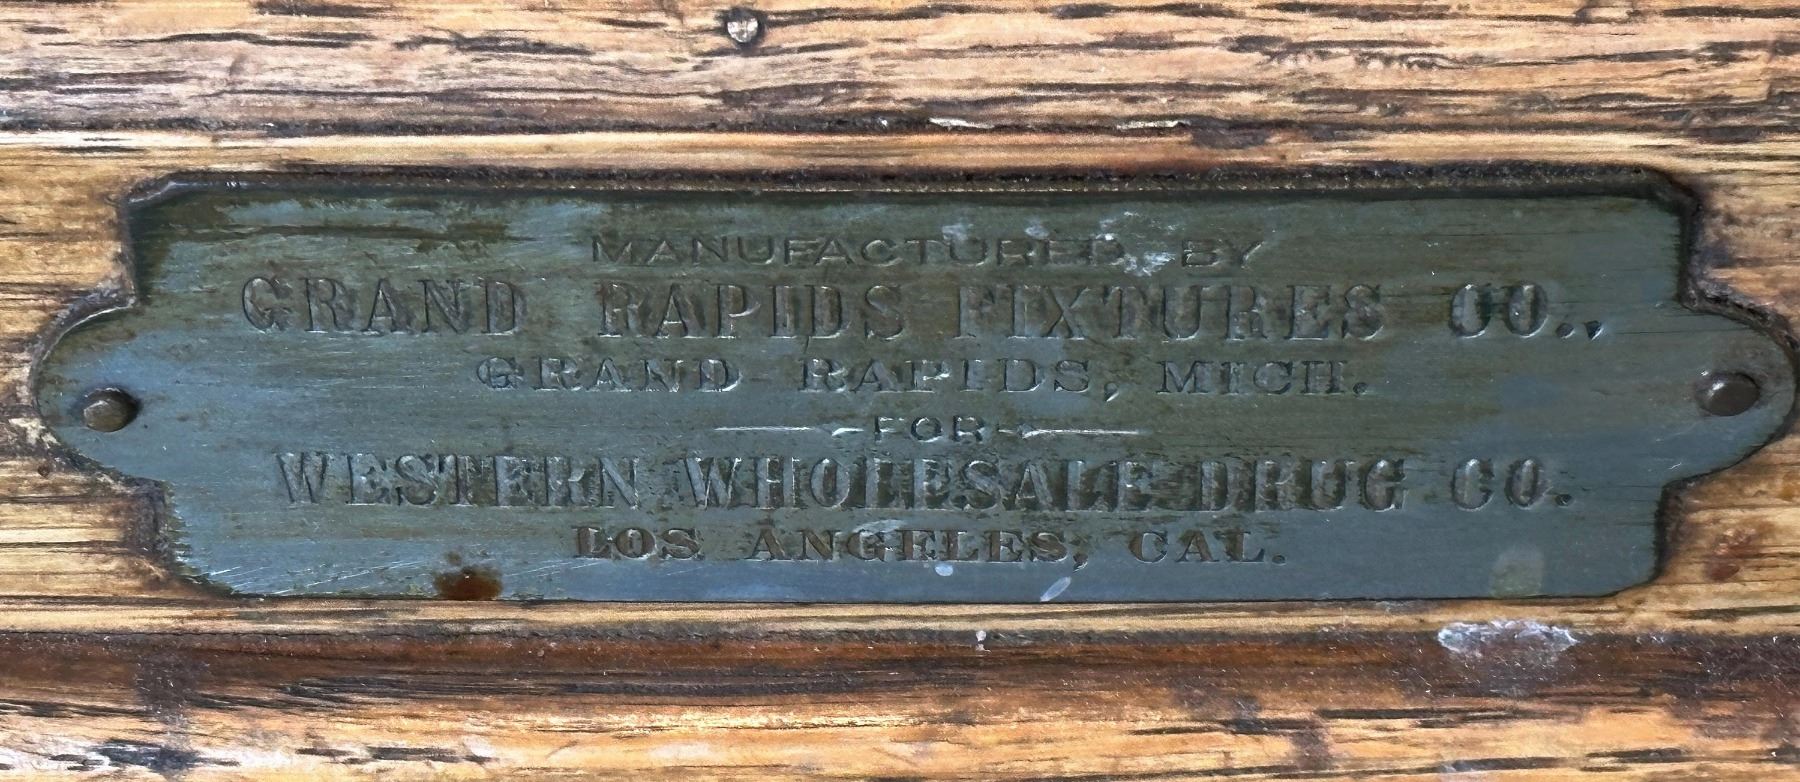 MANUFACTURED BY
GRAND RAPIDS FIXTURES CO.,
GRAND RAPIDS, MICH.
FOR
WESTERN WHOLESALE DRUG CO.
LOS ANGELES, CAL.